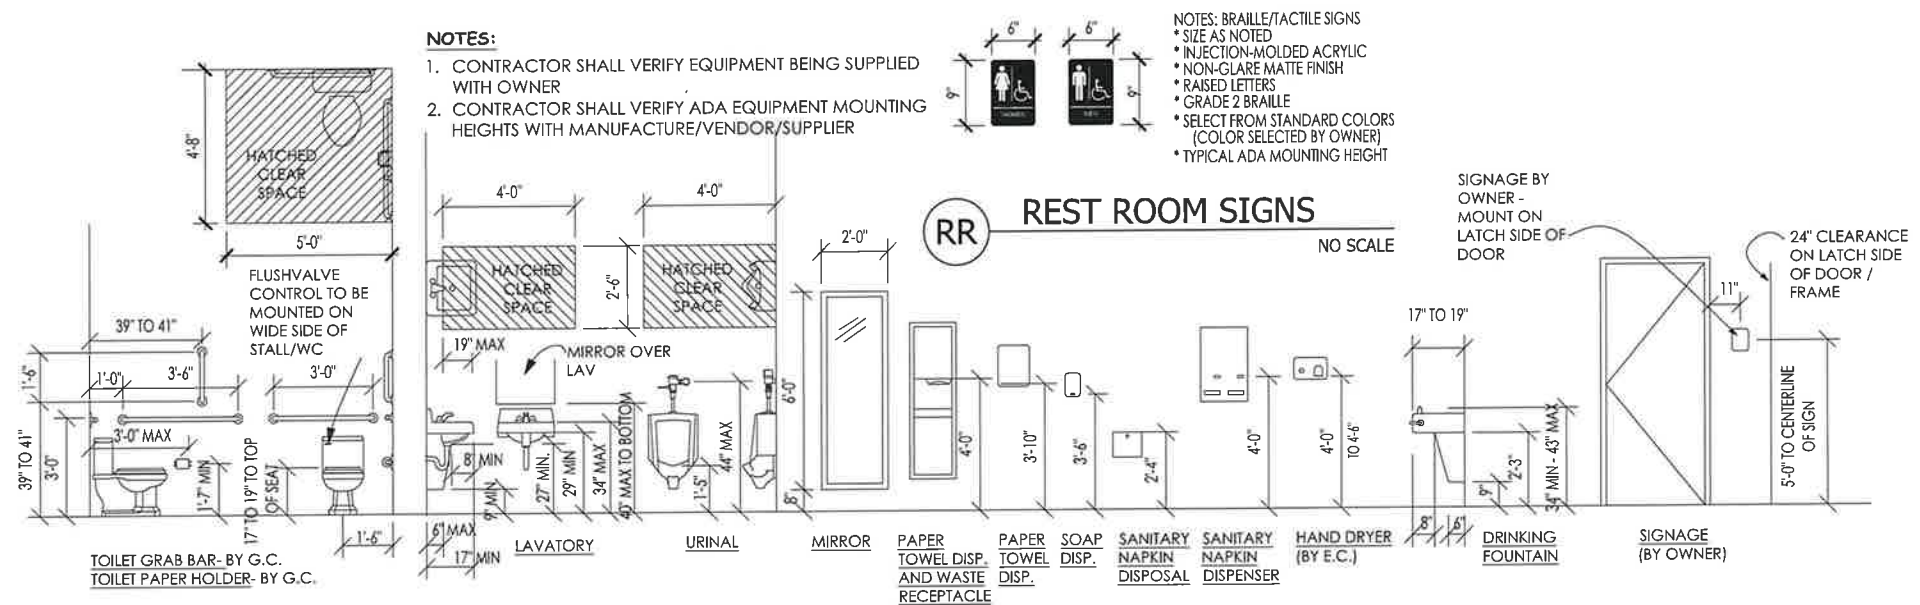 NOTES:
1. CONTRACTOR SHALL VERIFY EQUIPMENT BEING SUPPLIED
WITH OWNER
2. CONTRACTOR SHALL VERIFY ADA EQUIPMENT MOUNTING
HEIGHTS WITH MANUFACTURE/VENDOR/SUPPLIER
6"
6"
9"
9"
WOMEN
MEN
NOTES: BRAILLE/TACTILE SIGNS
* SIZE AS NOTED
* INJECTION-MOLDED ACRYLIC
* NON-GLARE MATTE FINISH
* RAISED LETTERS
* GRADE 2 BRAILLE
* SELECT FROM STANDARD COLORS
(COLOR SELECTED BY OWNER)
* TYPICAL ADA MOUNTING HEIGHT
RR
REST ROOM SIGNS
NO SCALE
4'-8"
HATCHED
CLEAR
SPACE
5'-0"
FLUSHVALVE
CONTROL TO BE
MOUNTED ON
WIDE SIDE OF
STALL/WC
39" TO 41"
1'-6"
1'-0"
3'-6"
3'-0"
39" TO 41"
3'-0"
3'-0" MAX
1'-7" MIN
17" TO 19" TO TOP
OF SEAT
1'-6"
TOILET GRAB BAR- BY G.C.
TOILET PAPER HOLDER- BY G.C.
4'-0"
4'-0"
HATCHED
CLEAR
SPACE
2'-6"
HATCHED
CLEAR
SPACE
19" MAX
MIRROR OVER
LAV
8" MIN
9" MIN
27" MIN.
29" MIN
34" MAX
40" MAX TO BOTTOM
6" MAX
17" MIN
LAVATORY
44" MAX
1'-5"
URINAL
2'-0"
6'-0"
8"
MIRROR
4'-0"
PAPER
TOWEL DISP.
AND WASTE
RECEPTACLE
3'-10"
PAPER
TOWEL
DISP.
3'-6"
SOAP
DISP.
2'-4"
SANITARY
NAPKIN
DISPOSAL
4'-0"
SANITARY
NAPKIN
DISPENSER
4'-0"
TO 4'-6"
HAND DRYER
(BY E.C.)
17" TO 19"
9"
2'-3"
34" MIN - 43" MAX
8"
6"
DRINKING
FOUNTAIN
SIGNAGE BY
OWNER -
MOUNT ON
LATCH SIDE OF
DOOR
11"
24" CLEARANCE
ON LATCH SIDE
OF DOOR /
FRAME
5'-0" TO CENTERLINE
OF SIGN
SIGNAGE
(BY OWNER)